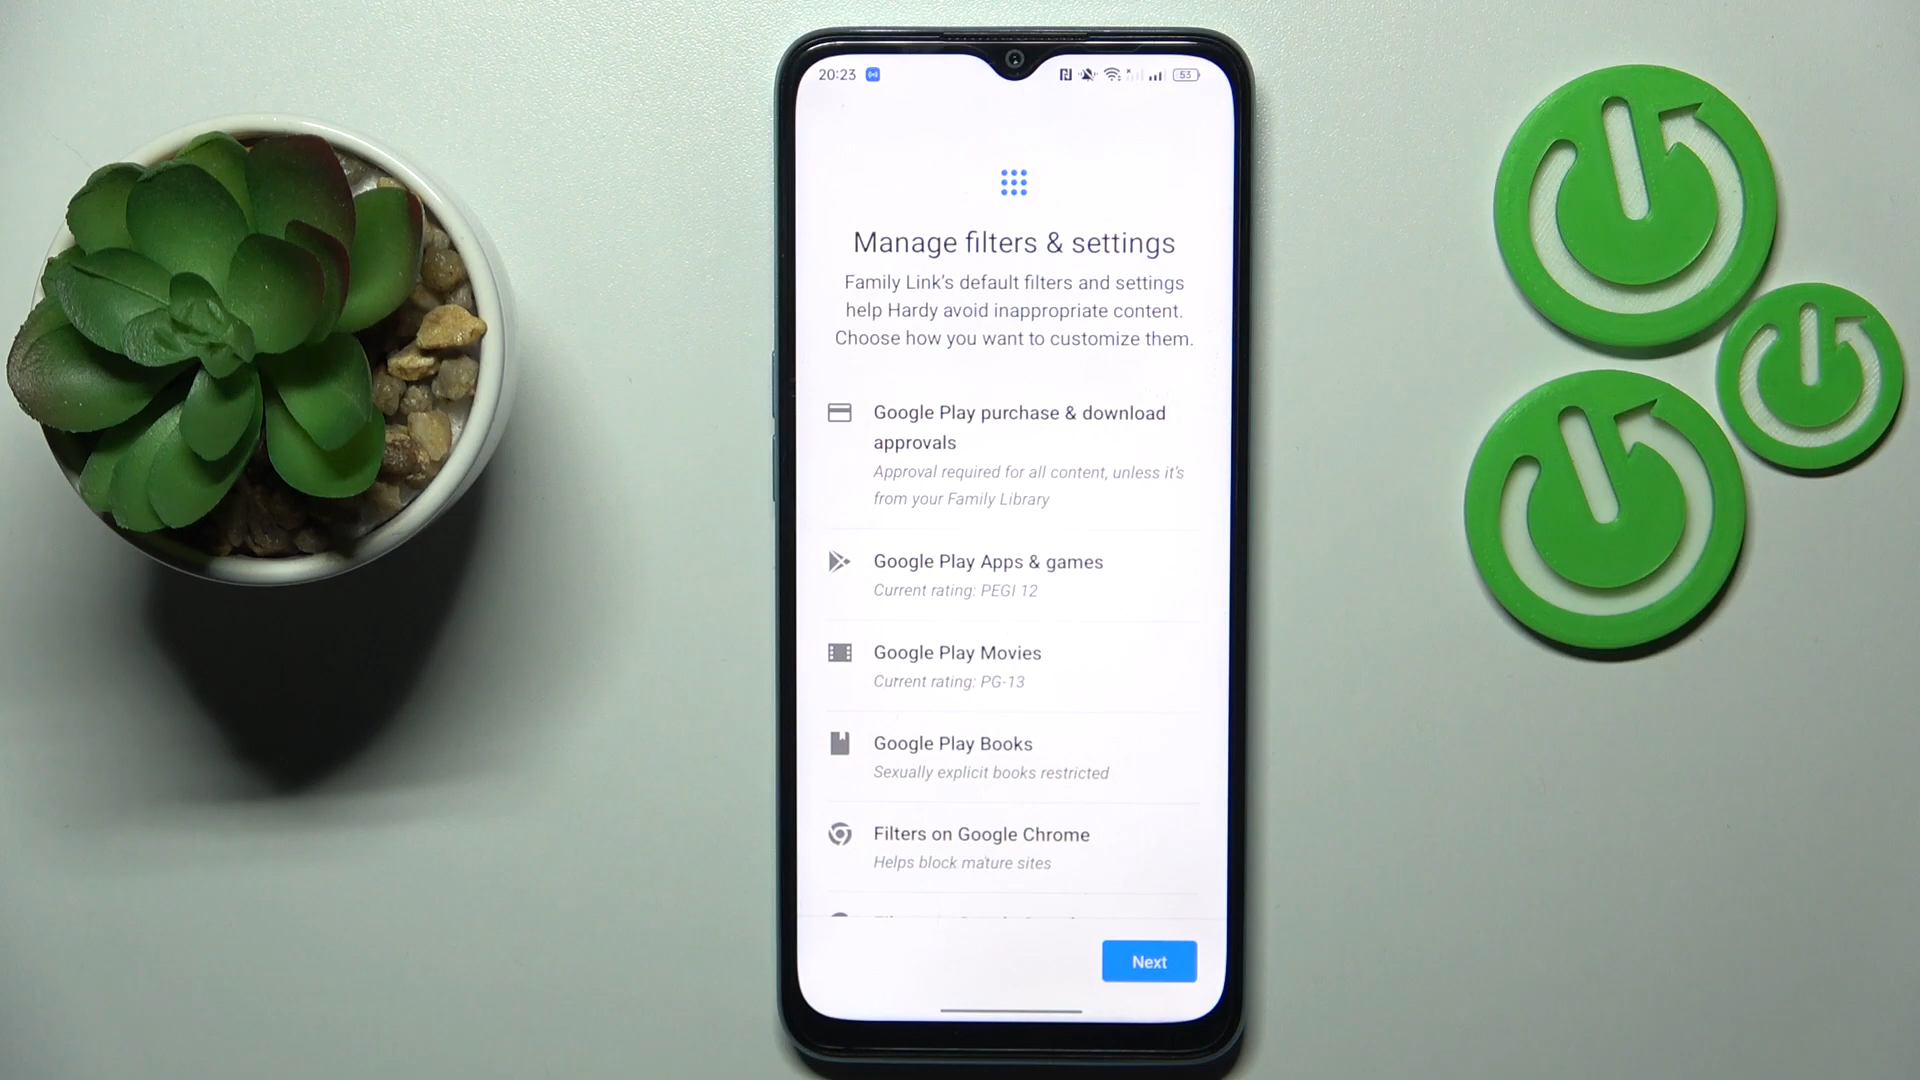 20:23
53
Manage filters & settings
Family Link's default filters and settings
help Hardy avoid inappropriate content.
Choose how you want to customize them.
Google Play purchase & download
approvals
Approval required for all content, unless it's
from your Family Library
Google Play Apps & games
Current rating: PEGI 12
Google Play Movies
Current rating: PG-13
Google Play Books
Sexually explicit books restricted
Filters on Google Chrome
Helps block mature sites
Next